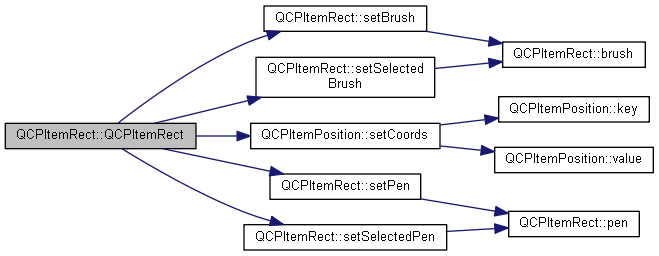 QCPItemRect::QCPItemRect
QCPItemRect::setBrush
QCPItemRect::setSelected
Brush
QCPItemPosition::setCoords
QCPItemRect::setPen
QCPItemRect::setSelectedPen
QCPItemRect::brush
QCPItemPosition::key
QCPItemPosition::value
QCPItemRect::pen